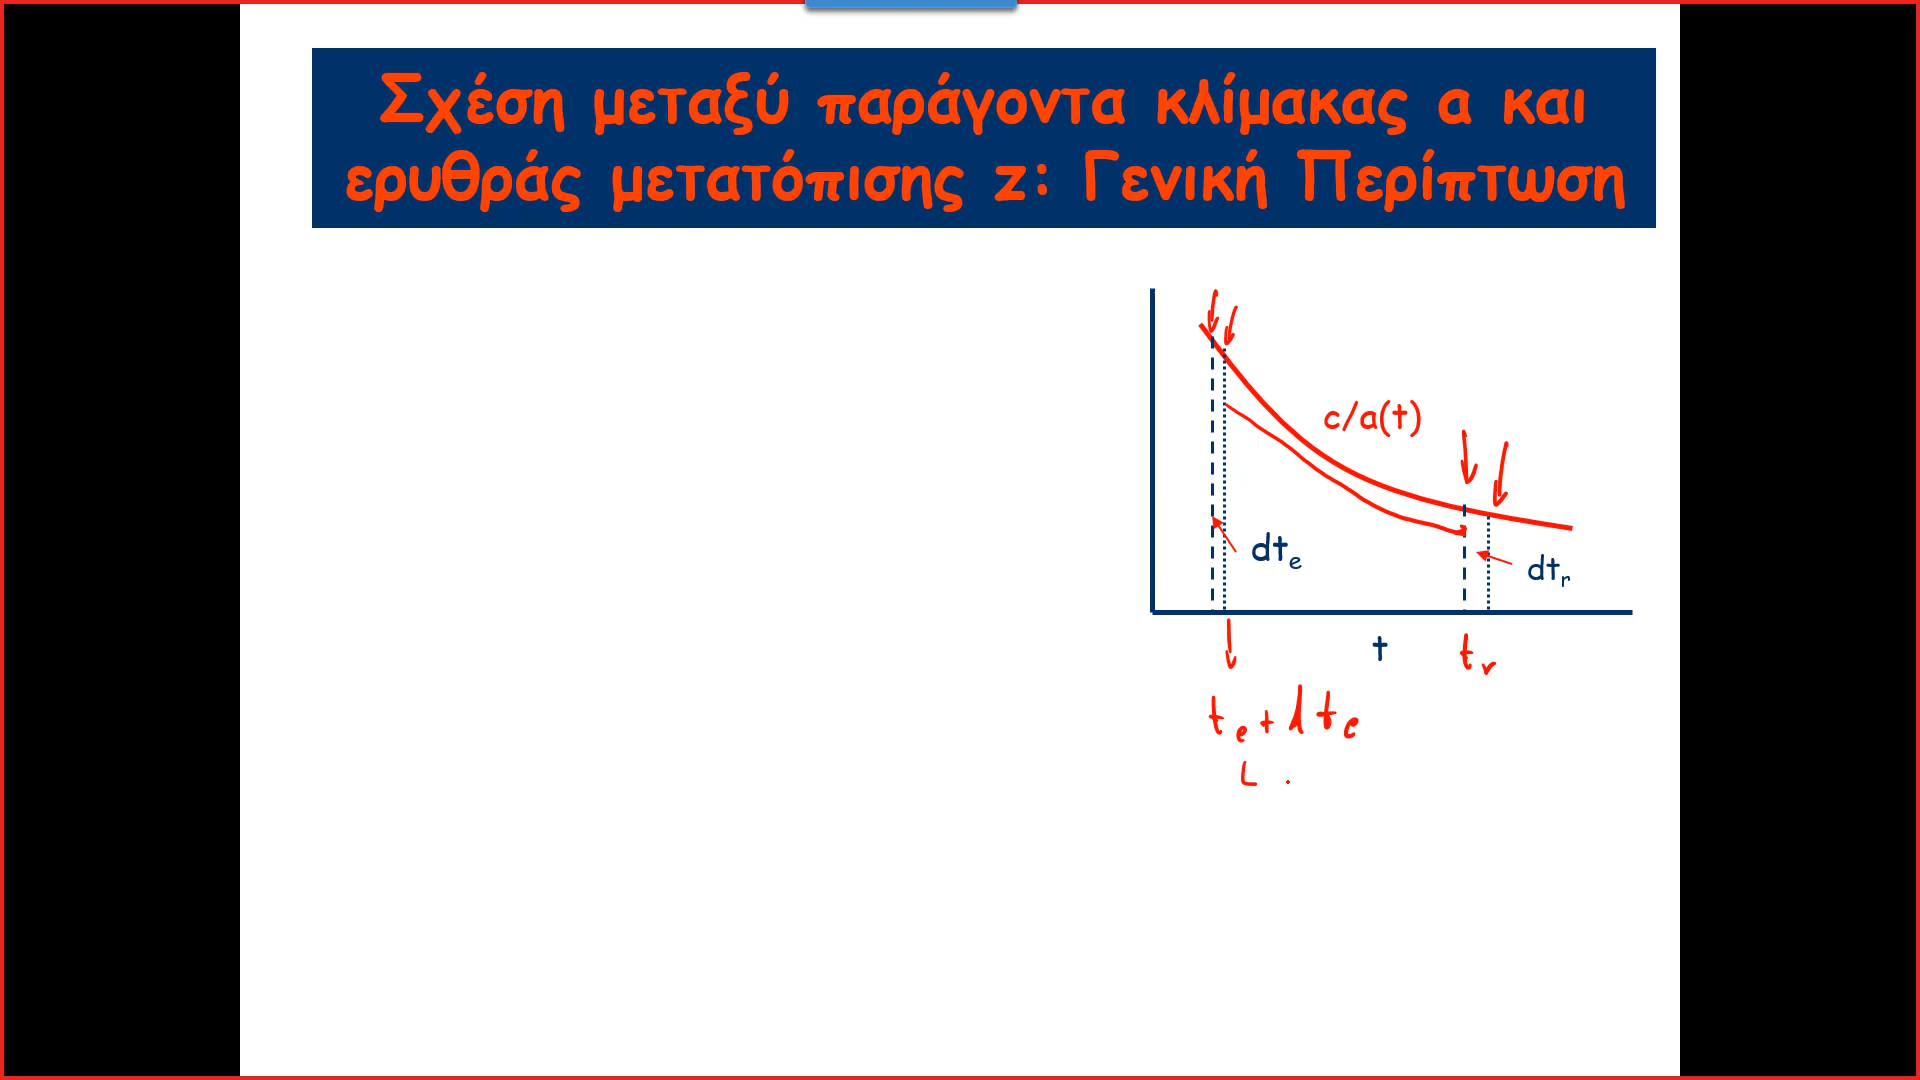 Σχέση μεταξύ παράγοντα κλίμακας a και
ερυθράς μετατόπισης z: Γενική Περίπτωση
c/a(t)
dte
dtr
t
tr
te + dte